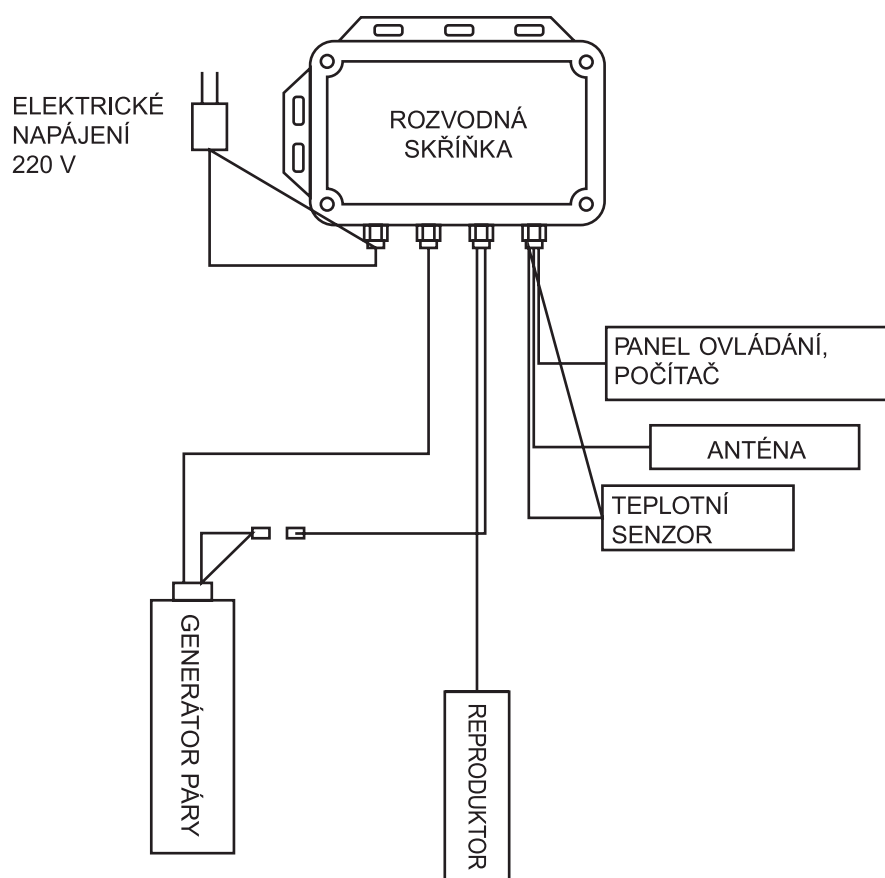 ELEKTRICKÉ
NAPÁJENÍ
220 V
ROZVODNÁ
SKŘÍŇKA
PANEL OVLÁDÁNÍ,
POČÍTAČ
ANTÉNA
TEPLOTNÍ
SENZOR
GENERÁTOR PÁRY
REPRODUKTOR